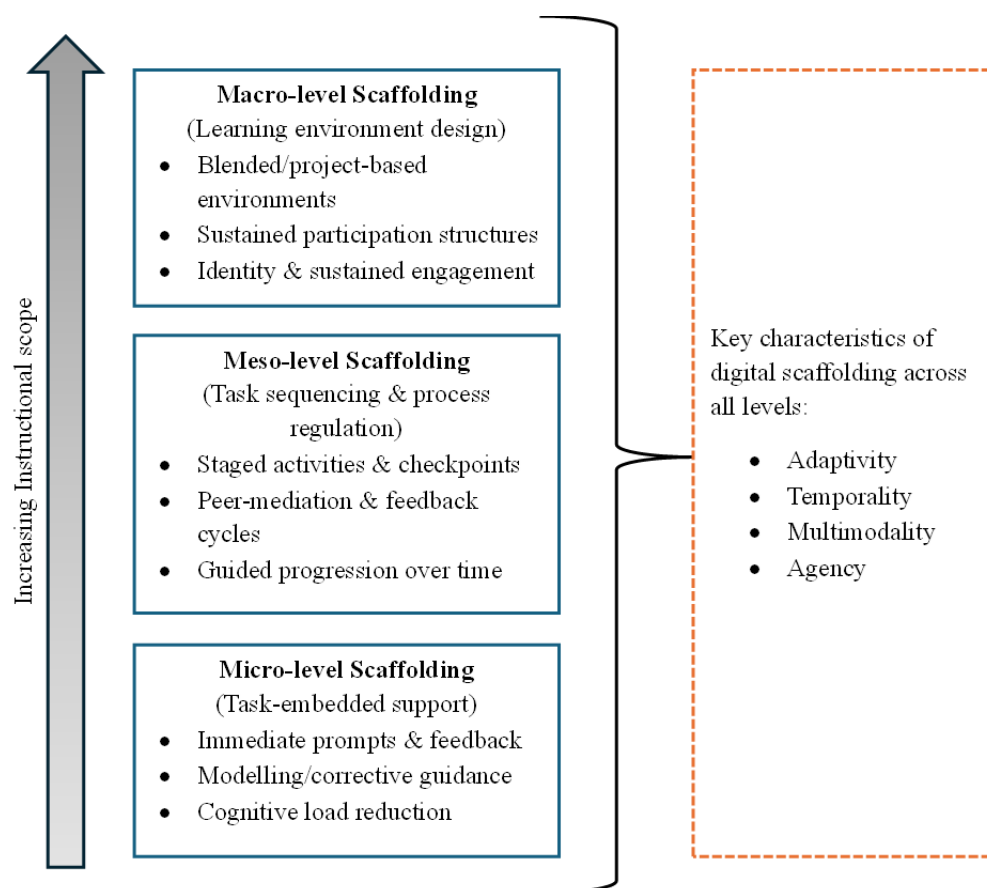 Increasing Instructional scope
Macro-level Scaffolding
(Learning environment design)
• Blended/project-based
environments
• Sustained participation structures
• Identity & sustained engagement
Meso-level Scaffolding
(Task sequencing & process
regulation)
• Staged activities & checkpoints
• Peer-mediation & feedback
cycles
• Guided progression over time
Micro-level Scaffolding
(Task-embedded support)
• Immediate prompts & feedback
• Modelling/corrective guidance
• Cognitive load reduction
Key characteristics of
digital scaffolding across
all levels:
• Adaptivity
• Temporality
• Multimodality
• Agency